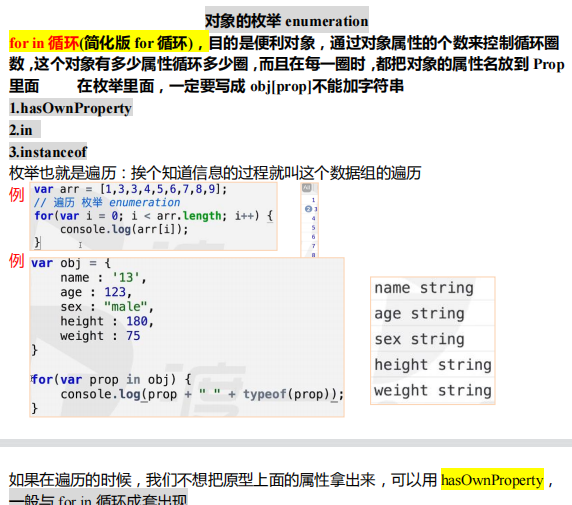 对象的枚举 enumeration
for in 循环(简化版 for 循环)，目的是便利对象，通过对象属性的个数来控制循环圈
数,这个对象有多少属性循环多少圈,而且在每一圈时,都把对象的属性名放到 Prop
里面 在枚举里面，一定要写成 obj[prop]不能加字符串
1.hasOwnProperty
2.in
3.instanceof
枚举也就是遍历：挨个知道信息的过程就叫这个数据组的遍历
例
var arr = [1,3,3,4,5,6,7,8,9];
// 遍历 枚举 enumeration
for(var i = 0; i < arr.length; i++) {
console.log(arr[i]);
}
1
2 3
4
5
6
7
8
例
var obj = {
name : '13',
age : 123,
sex : "male",
height : 180,
weight : 75
}
for(var prop in obj) {
console.log(prop + " " + typeof(prop));
}
name string
age string
sex string
height string
weight string
如果在遍历的时候，我们不想把原型上面的属性拿出来，可以用 hasOwnProperty，
一般与 for in 循环成套出现